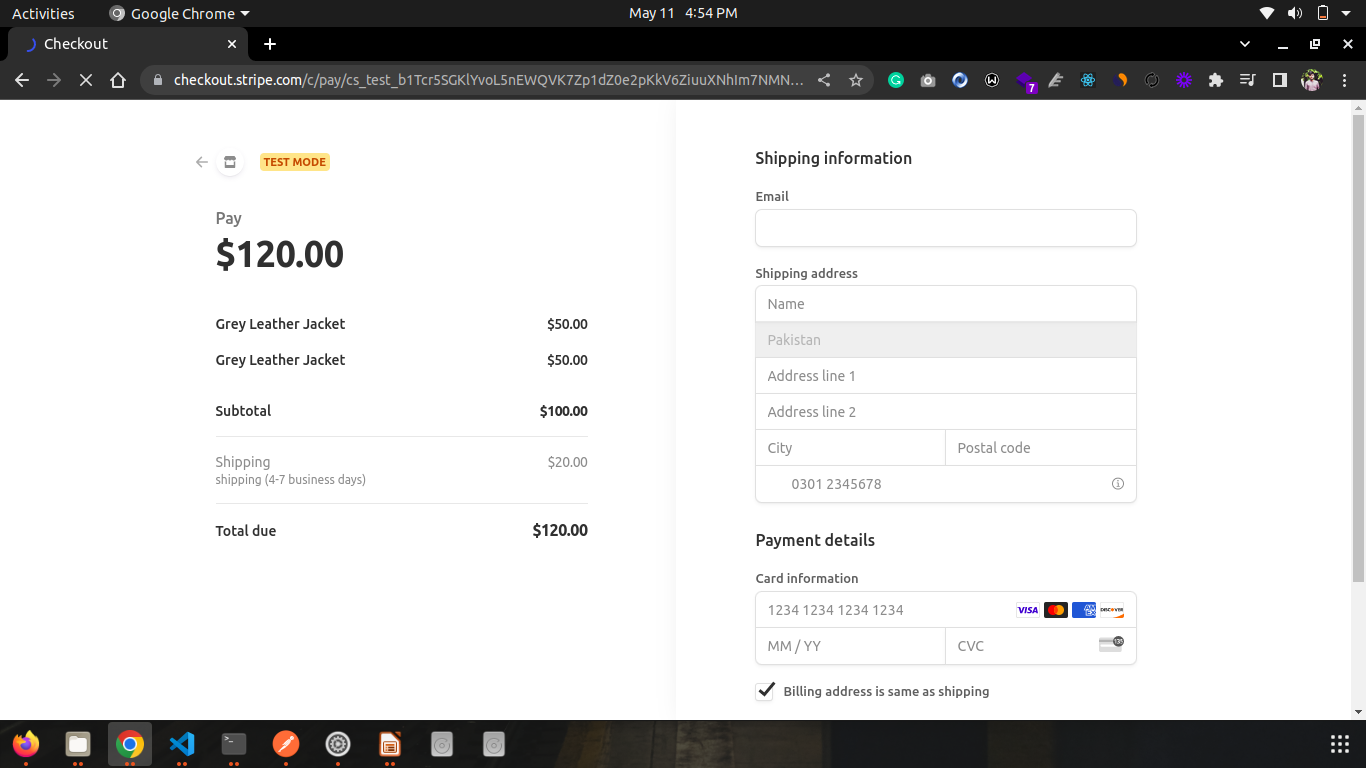 Activities
Google Chrome
May 11 4:54 PM
Checkout
checkout.stripe.com/c/pay/cs_test_b1Tcr5SGKlYvoL5nEWQVK7Zp1dZ0e2pKkV6ZiuuXNhIm7NMN...
7
TEST MODE
Pay
$120.00
Grey Leather Jacket $50.00
Grey Leather Jacket $50.00
Subtotal $100.00
Shipping $20.00
shipping (4-7 business days)
Total due $120.00
Shipping information
Email
Shipping address
Name
Pakistan
Address line 1
Address line 2
City Postal code
0301 2345678
Payment details
Card information
1234 1234 1234 1234 VISA DISCOVER
MM / YY CVC 135
Billing address is same as shipping